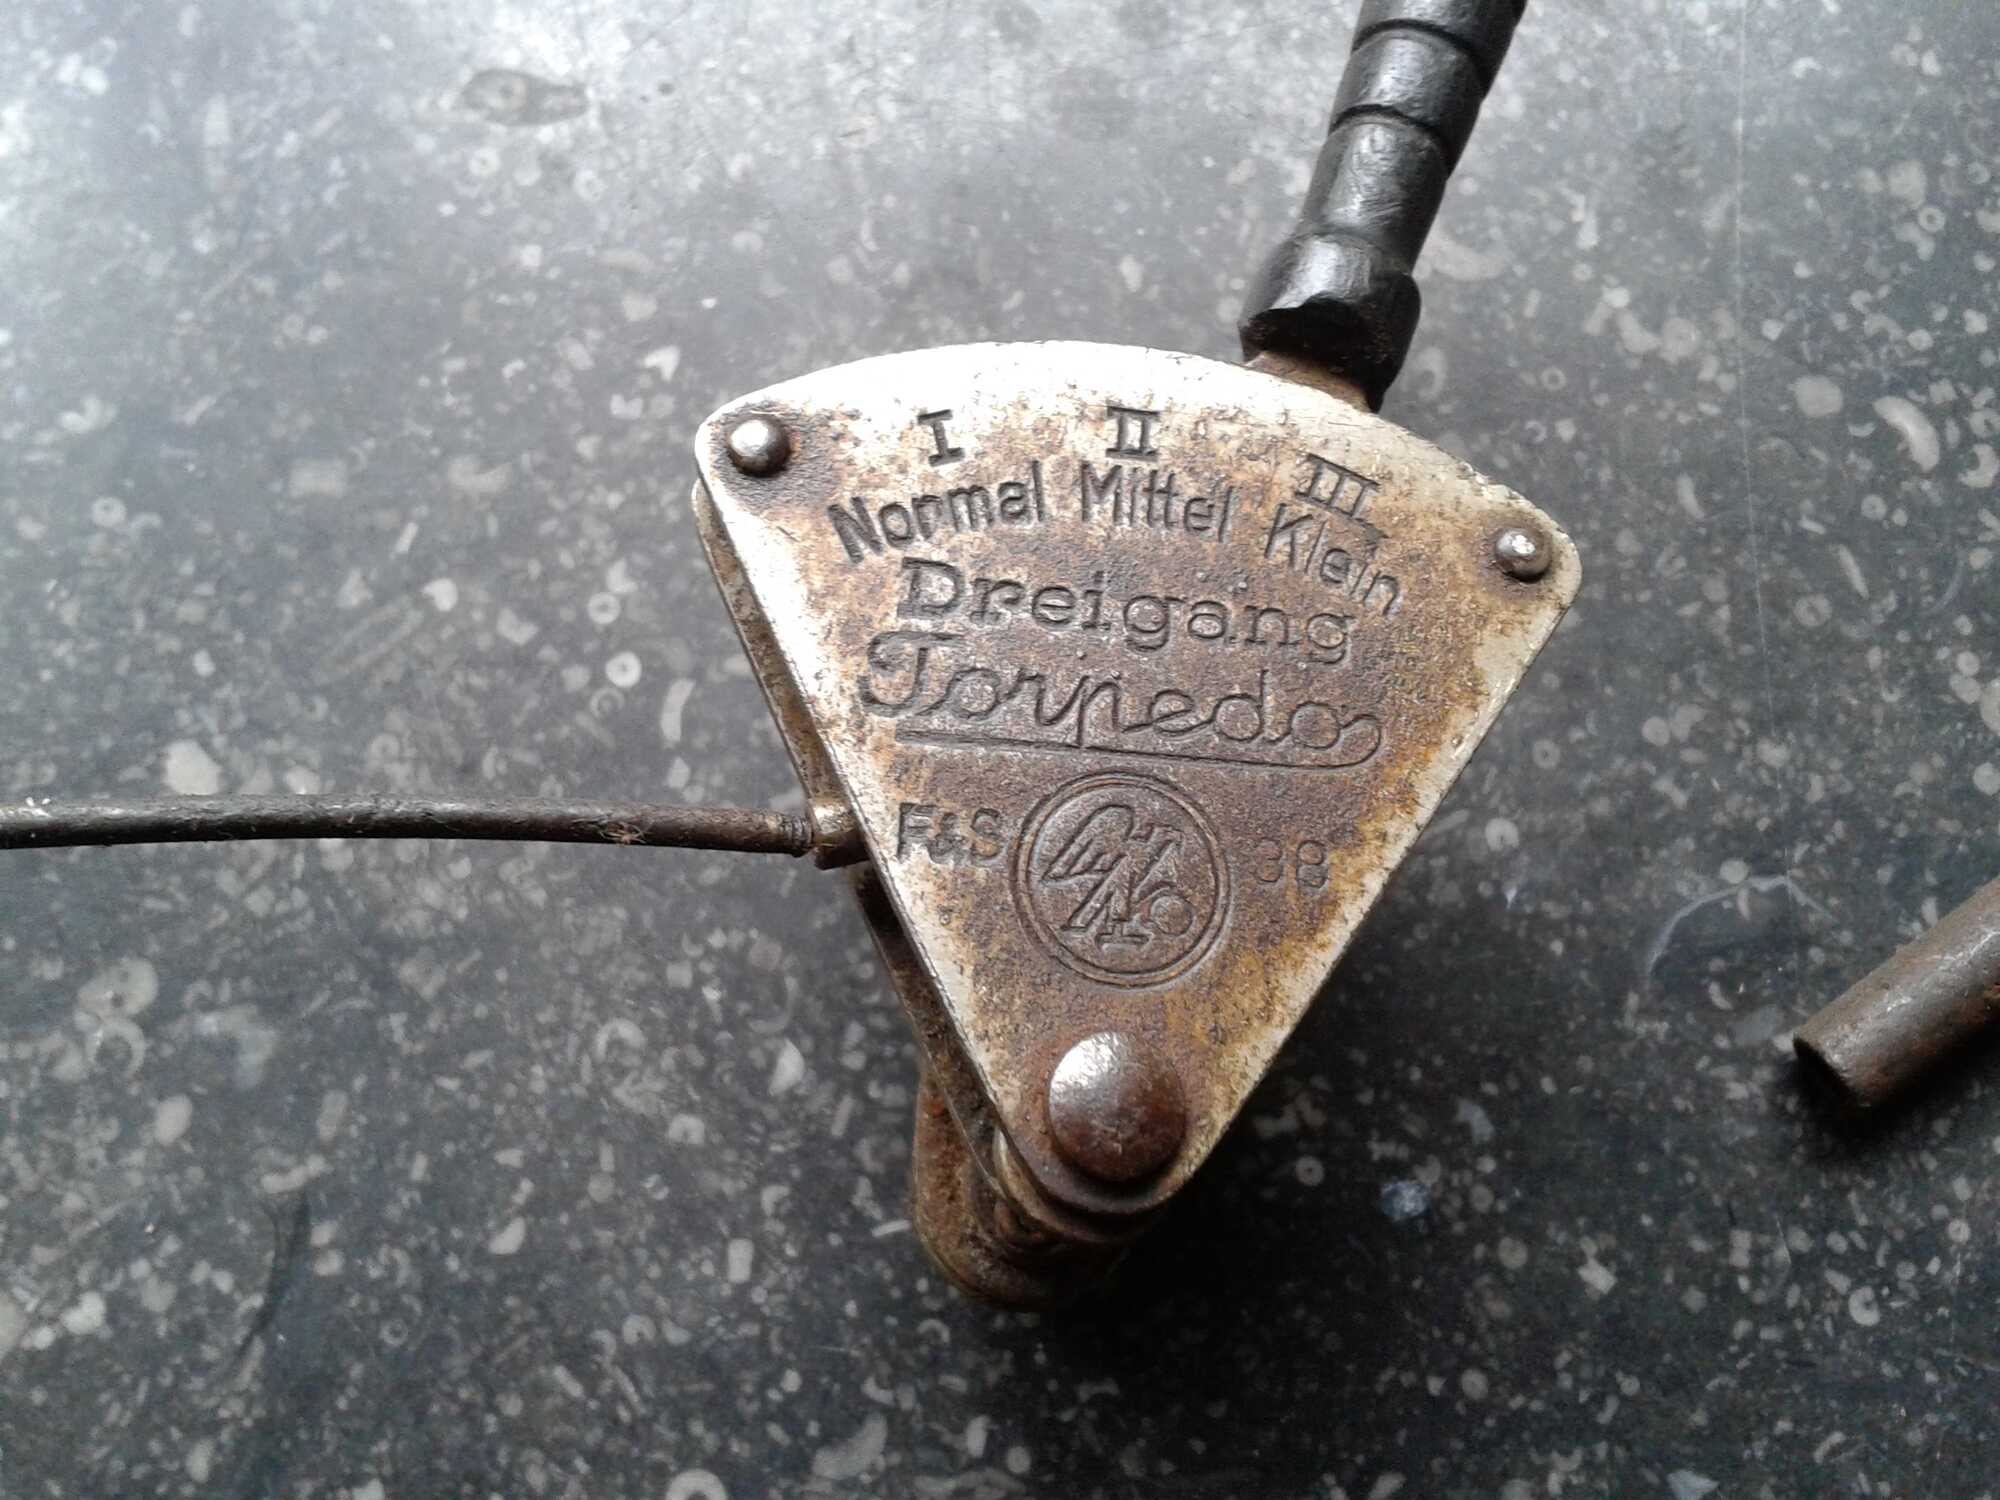 I II III
Normal Mittel Klein
Dreigang
Torpedo
F&S 38